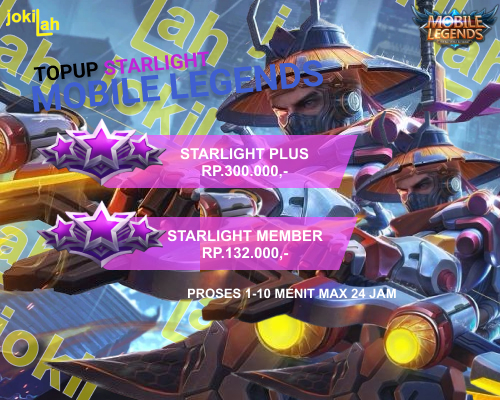 jokiLah
MOBILE
LEGENDS
TOPUP STARLIGHT
MOBILE LEGENDS
STARLIGHT PLUS
RP.300.000,-
STARLIGHT MEMBER
RP.132.000,-
PROSES 1-10 MENIT MAX 24 JAM